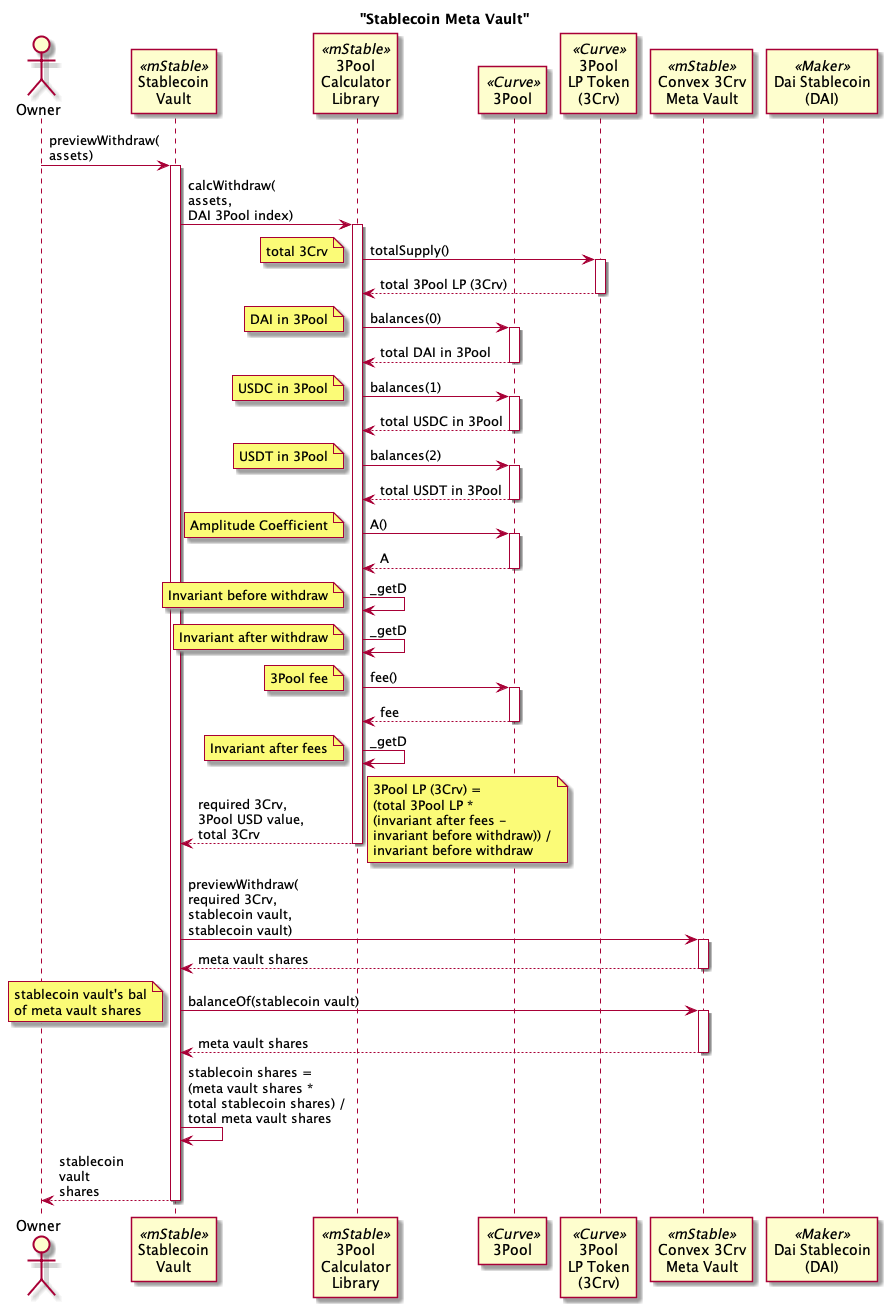 "Stablecoin Meta Vault"
Owner
«mStable»
Stablecoin
Vault
«mStable»
3Pool
Calculator
Library
«Curve»
3Pool
«Curve»
3Pool
LP Token
(3Crv)
«mStable»
Convex 3Crv
Meta Vault
«Maker»
Dai Stablecoin
(DAI)
previewWithdraw(
assets)
calcWithdraw(
assets,
DAI 3Pool index)
total 3Crv
totalSupply()
total 3Pool LP (3Crv)
DAI in 3Pool
balances(0)
total DAI in 3Pool
USDC in 3Pool
balances(1)
total USDC in 3Pool
USDT in 3Pool
balances(2)
total USDT in 3Pool
Amplitude Coefficient
A()
A
Invariant before withdraw
_getD
Invariant after withdraw
_getD
3Pool fee
fee()
fee
Invariant after fees
_getD
3Pool LP (3Crv) =
(total 3Pool LP *
(invariant after fees -
invariant before withdraw)) /
invariant before withdraw
required 3Crv,
3Pool USD value,
total 3Crv
previewWithdraw(
required 3Crv,
stablecoin vault,
stablecoin vault)
meta vault shares
stablecoin vault's bal
of meta vault shares
balanceOf(stablecoin vault)
meta vault shares
stablecoin shares =
(meta vault shares *
total stablecoin shares) /
total meta vault shares
stablecoin
vault
shares
Owner
«mStable»
Stablecoin
Vault
«mStable»
3Pool
Calculator
Library
«Curve»
3Pool
«Curve»
3Pool
LP Token
(3Crv)
«mStable»
Convex 3Crv
Meta Vault
«Maker»
Dai Stablecoin
(DAI)